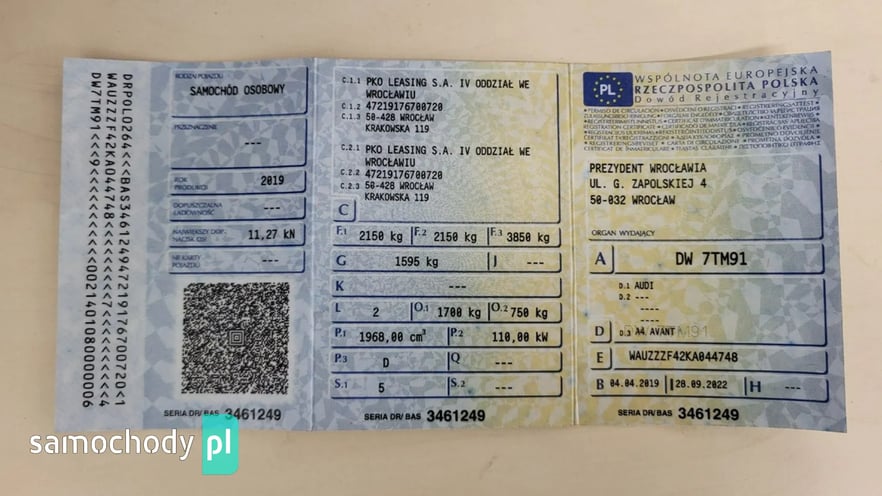 DRPOLO264<<BAS3461249472191767007 20<1
WAUZZZF42KA044748<<<<<<<<<<<<
DW7TM91<<9<<<
0021401080000006
RODZAJ POJAZDU
SAMOCHÓD OSOBOWY
PRZEZNACZENIE
---
ROK PRODUKCJI 2019
DOPUSZCZALNA ŁADOWNOŚĆ ---
NAJWIĘKSZY DOP. NACISK OSI 11,27 kN
NR KARTY POJAZDU ---
SERIA DR/ BAS 3461249
C.1.1 PKO LEASING S.A. IV ODDZIAŁ WE
WROCŁAWIU
C.1.2 47219176700720
C.1.3 50-428 WROCŁAW
KRAKOWSKA 119
C.2.1 PKO LEASING S.A. IV ODDZIAŁ WE
WROCŁAWIU
C.2.2 47219176700720
C.2.3 50-428 WROCŁAW
KRAKOWSKA 119
C
F.1 2150 kg F.2 2150 kg F.3 3850 kg
G 1595 kg J ---
K ---
L 2 O.1 1700 kg O.2 750 kg
P.1 1968,00 cm³ P.2 110,00 kW
P.3 D Q ---
S.1 5 S.2 ---
SERIA DR/ BAS 3461249
PL
WSPÓLNOTA EUROPEJSKA
RZECZPOSPOLITA POLSKA
Dowód Rejestracyjny
PREZYDENT WROCŁAWIA
UL. G. ZAPOLSKIEJ 4
50-032 WROCŁAW
ORGAN WYDAJĄCY
A DW 7TM91
D.1 AUDI
D.2 ---
----
----
D D.3 A4 AVANT
E WAUZZZF42KA044748
B 04.04.2019 I 28.09.2022 H ---
SERIA DR/ BAS 3461249
samochody pl